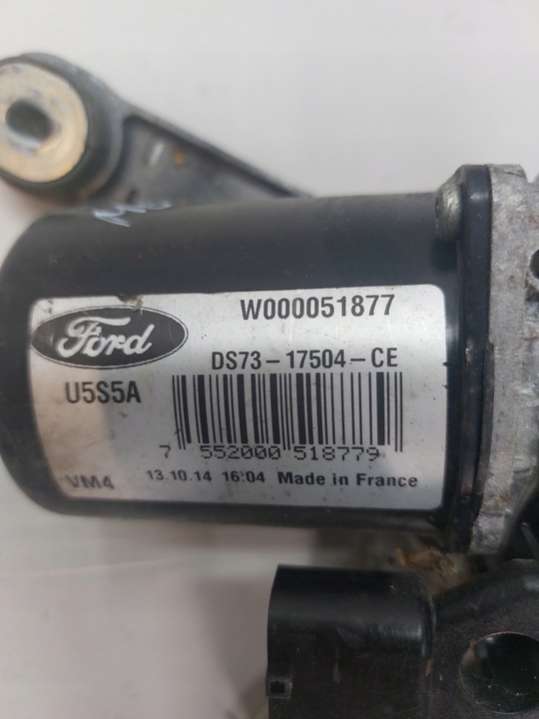 W000051877
Ford
DS73-17504-CE
U5S5A
7 552000 518779
VM4 13.10.14 16:04 Made in France